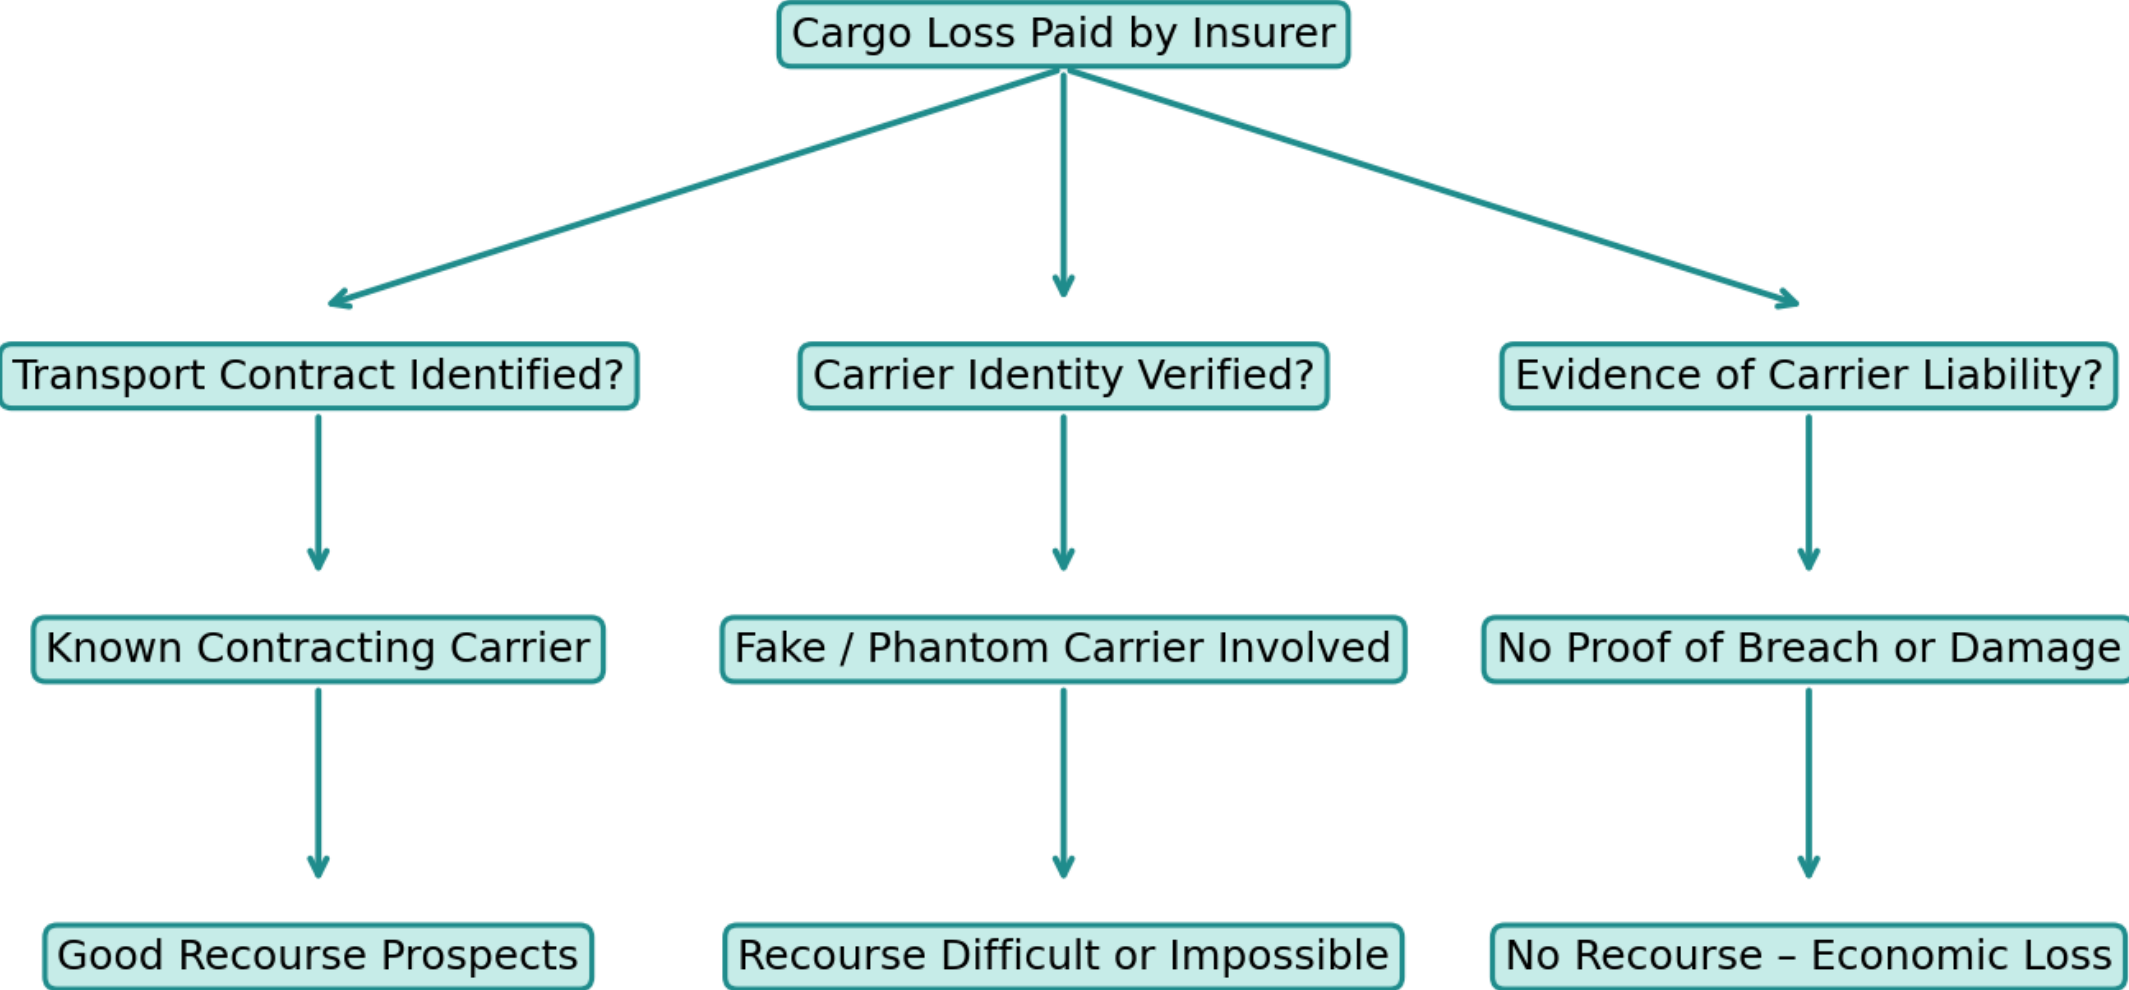 Cargo Loss Paid by Insurer
Transport Contract Identified?
Carrier Identity Verified?
Evidence of Carrier Liability?
Known Contracting Carrier
Fake / Phantom Carrier Involved
No Proof of Breach or Damage
Good Recourse Prospects
Recourse Difficult or Impossible
No Recourse – Economic Loss